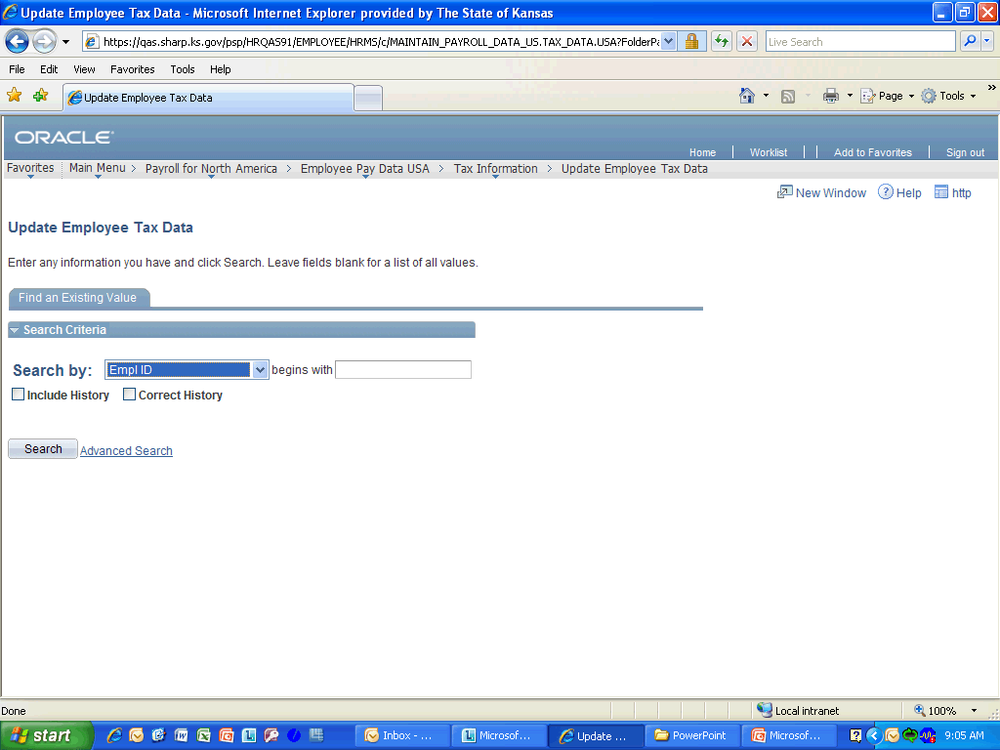 Update Employee Tax Data - Microsoft Internet Explorer provided by The State of Kansas
https://qas.sharp.ks.gov/psp/HRQAS91/EMPLOYEE/HRMS/c/MAINTAIN_PAYROLL_DATA_US.TAX_DATA.USA?FolderPa
Live Search
File Edit View Favorites Tools Help
Update Employee Tax Data
Page Tools »
ORACLE
Home Worklist Add to Favorites Sign out
Favorites Main Menu > Payroll for North America > Employee Pay Data USA > Tax Information > Update Employee Tax Data
New Window ? Help http
Update Employee Tax Data
Enter any information you have and click Search. Leave fields blank for a list of all values.
Find an Existing Value
Search Criteria
Search by: Empl ID begins with
Include History Correct History
Search Advanced Search
Done Local intranet 100%
start Inbox - ... Microsof... Update ... PowerPoint Microsof... 9:05 AM